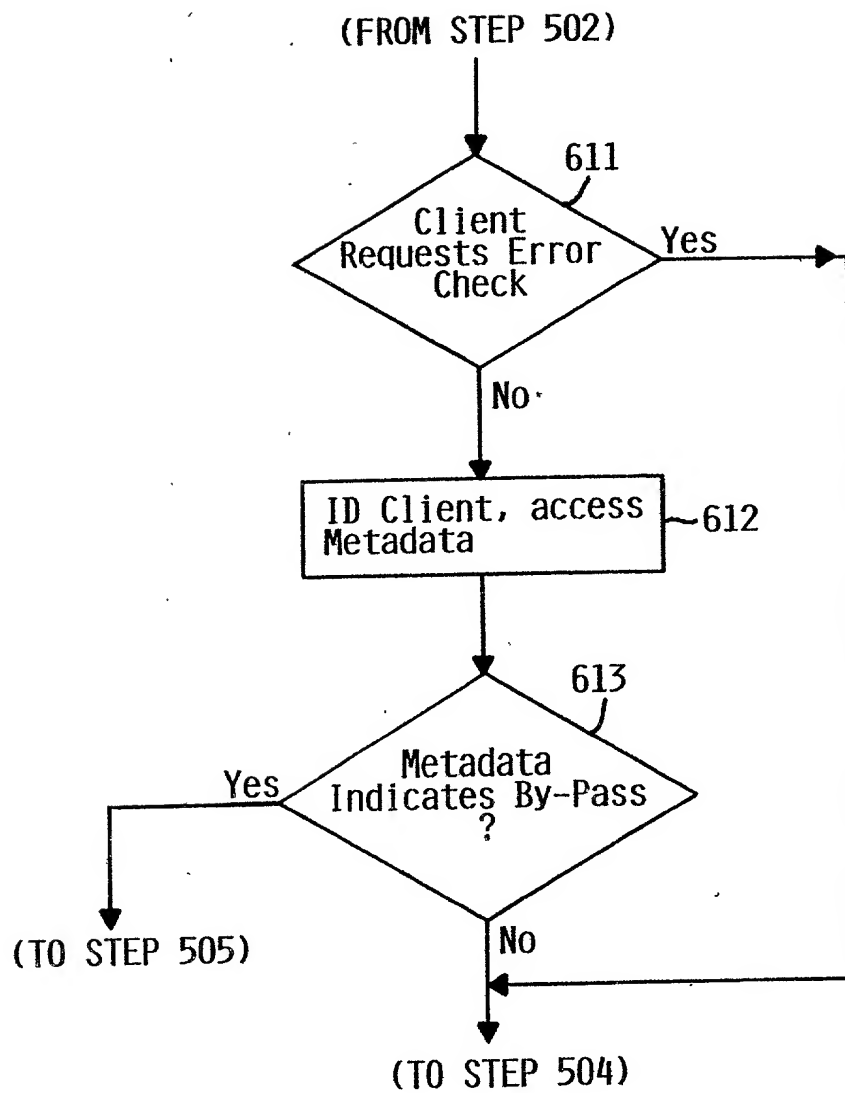 (FROM STEP 502)
611
Client
Requests Error
Check
Yes
No
ID Client, access
Metadata
612
613
Metadata
Indicates By-Pass
?
Yes
(TO STEP 505)
No
(TO STEP 504)